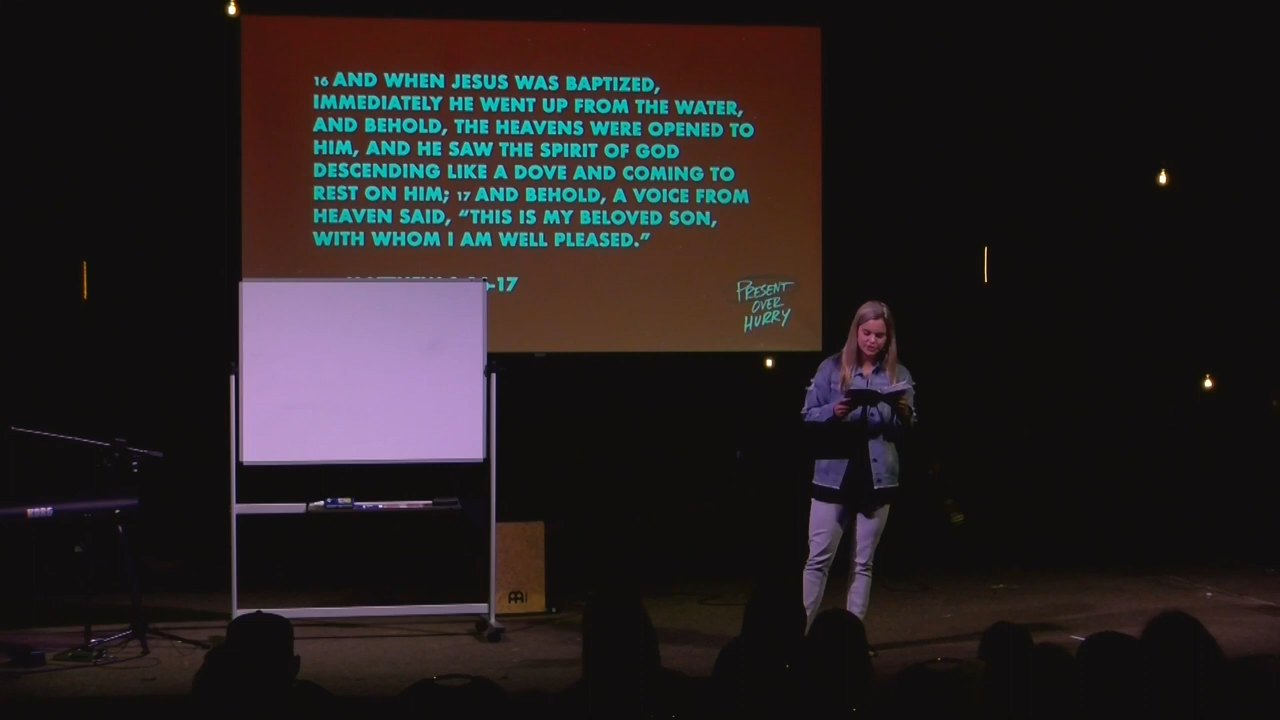 16 AND WHEN JESUS WAS BAPTIZED,
IMMEDIATELY HE WENT UP FROM THE WATER,
AND BEHOLD, THE HEAVENS WERE OPENED TO
HIM, AND HE SAW THE SPIRIT OF GOD
DESCENDING LIKE A DOVE AND COMING TO
REST ON HIM; 17 AND BEHOLD, A VOICE FROM
HEAVEN SAID, “THIS IS MY BELOVED SON,
WITH WHOM I AM WELL PLEASED.”
-17
PRESENT
OVER
HURRY